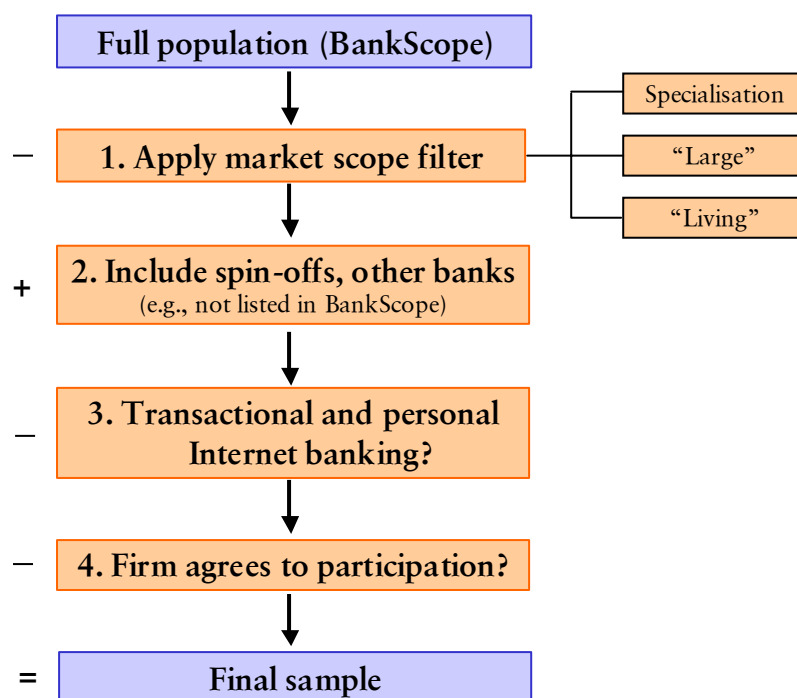 Full population (BankScope)
Specialisation
– 1. Apply market scope filter
“Large”
“Living”
+ 2. Include spin-offs, other banks
(e.g., not listed in BankScope)
– 3. Transactional and personal
Internet banking?
– 4. Firm agrees to participation?
= Final sample